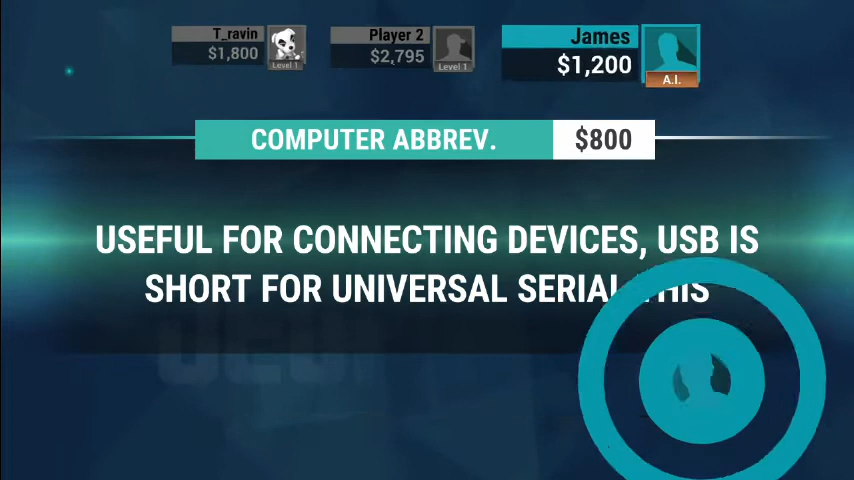 T_ravin
$1,800
Level 1
Player 2
$2,795
Level 1
James
$1,200
A.I.
COMPUTER ABBREV.
$800
USEFUL FOR CONNECTING DEVICES, USB IS
SHORT FOR UNIVERSAL SERIAL THIS